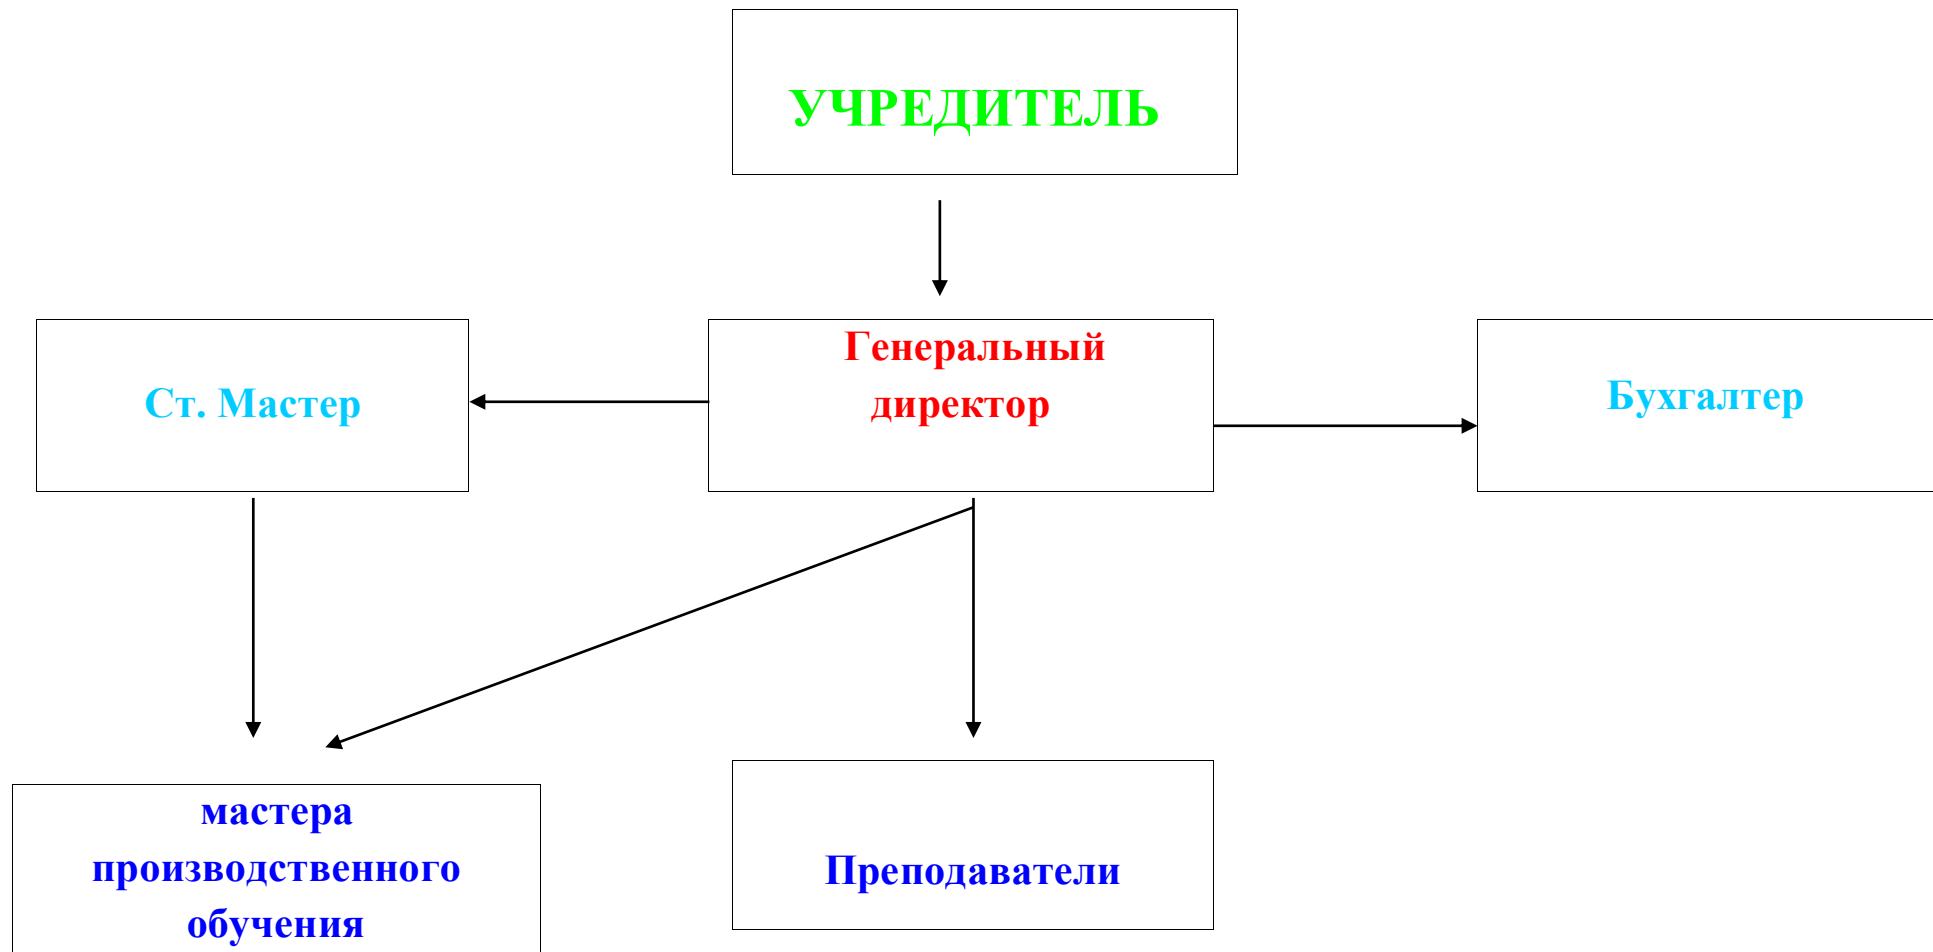 УЧРЕДИТЕЛЬ
Ст. Мастер
Генеральный
директор
Бухгалтер
мастера
производственного
обучения
Преподаватели